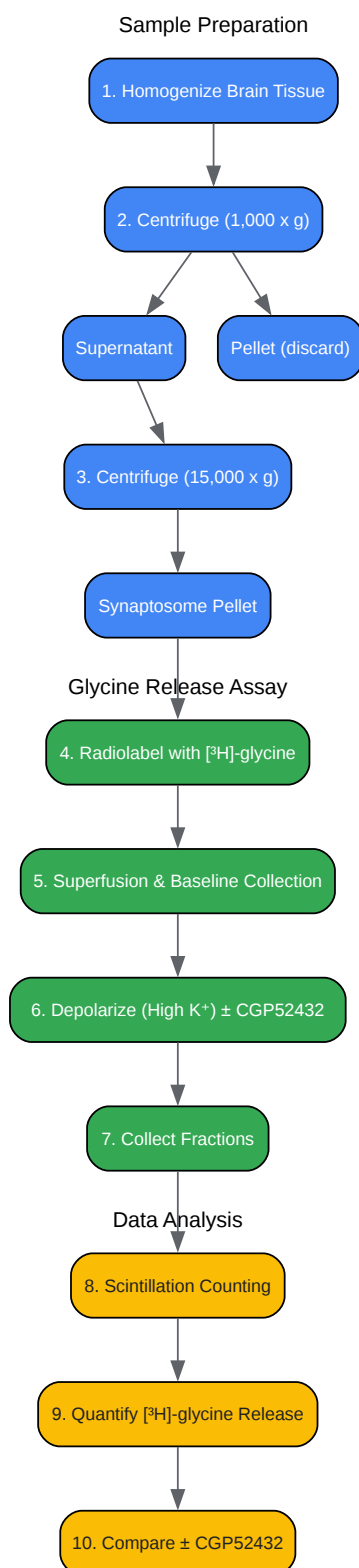 Sample Preparation
1. Homogenize Brain Tissue
2. Centrifuge (1,000 x g)
Supernatant
Pellet (discard)
3. Centrifuge (15,000 x g)
Synaptosome Pellet
Glycine Release Assay
4. Radiolabel with [³H]-glycine
5. Superfusion & Baseline Collection
6. Depolarize (High K⁺) ± CGP52432
7. Collect Fractions
Data Analysis
8. Scintillation Counting
9. Quantify [³H]-glycine Release
10. Compare ± CGP52432